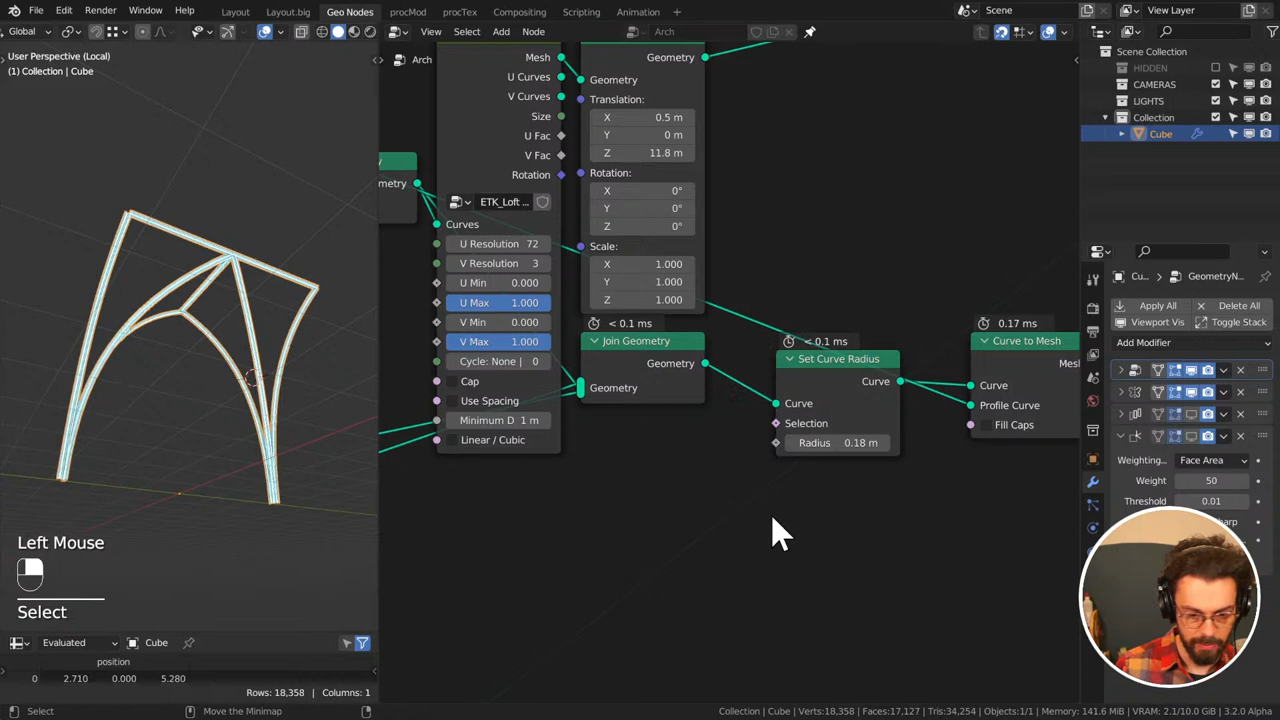 File Edit Render Window Help Layout Layout.big Geo Nodes procMod procTex Compositing Scripting Animation + Scene View Layer
Global View Select Add Node Arch
User Perspective (Local)
(1) Collection | Cube
Arch
Mesh
U Curves
V Curves
Size
U Fac
V Fac
Rotation
ETK_Loft ...
Curves
U Resolution 72
V Resolution 3
U Min 0.000
U Max 1.000
V Min 0.000
V Max 1.000
Cycle: None | 0
Cap
Use Spacing
Minimum D 1 m
Linear / Cubic
Geometry
Geometry
Translation:
X 0.5 m
Y 0 m
Z 11.8 m
Rotation:
X 0°
Y 0°
Z 0°
Scale:
X 1.000
Y 1.000
Z 1.000
< 0.1 ms
Join Geometry
Geometry
Geometry
< 0.1 ms
Set Curve Radius
Curve
Curve
Selection
Radius 0.18 m
0.17 ms
Curve to Mesh
Mesh
Curve
Profile Curve
Fill Caps
Scene Collection
HIDDEN
CAMERAS
LIGHTS
Collection
Cube
Cu... GeometryN...
Apply All Delete All
Viewport Vis Toggle Stack
Add Modifier
Weighting... Face Area
Weight 50
Threshold 0.01
Left Mouse
Select
Evaluated Cube
position
0 2.710 0.000 5.280
Rows: 18,358 | Columns: 1
Select Move the Minimap Collection | Cube | Verts:18,358 | Faces:17,127 | Tris:34,254 | Objects:1/1 | Memory: 141.6 MiB | VRAM: 2.1/10.0 GiB | 3.2.0 Alpha